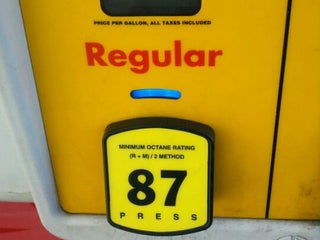 PRICE PER GALLON, ALL TAXES INCLUDED
Regular
MINIMUM OCTANE RATING
(R + M) / 2 METHOD
87
PRESS